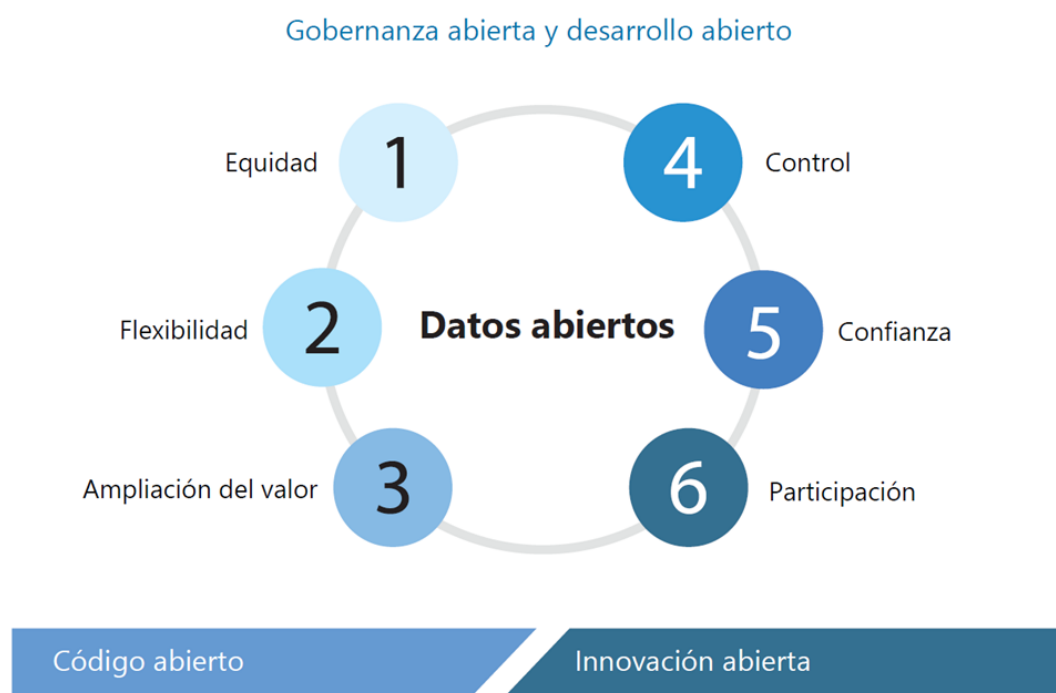 Gobernanza abierta y desarrollo abierto
Equidad
1
4
Control
Flexibilidad
2
Datos abiertos
5
Confianza
Ampliación del valor
3
6
Participación
Código abierto
Innovación abierta